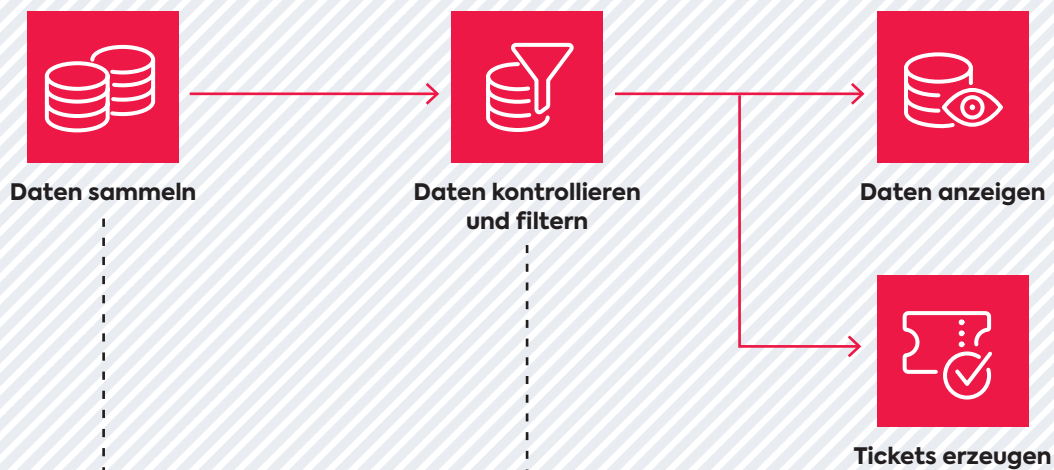 Daten sammeln
Daten kontrollieren
und filtern
Daten anzeigen
Tickets erzeugen